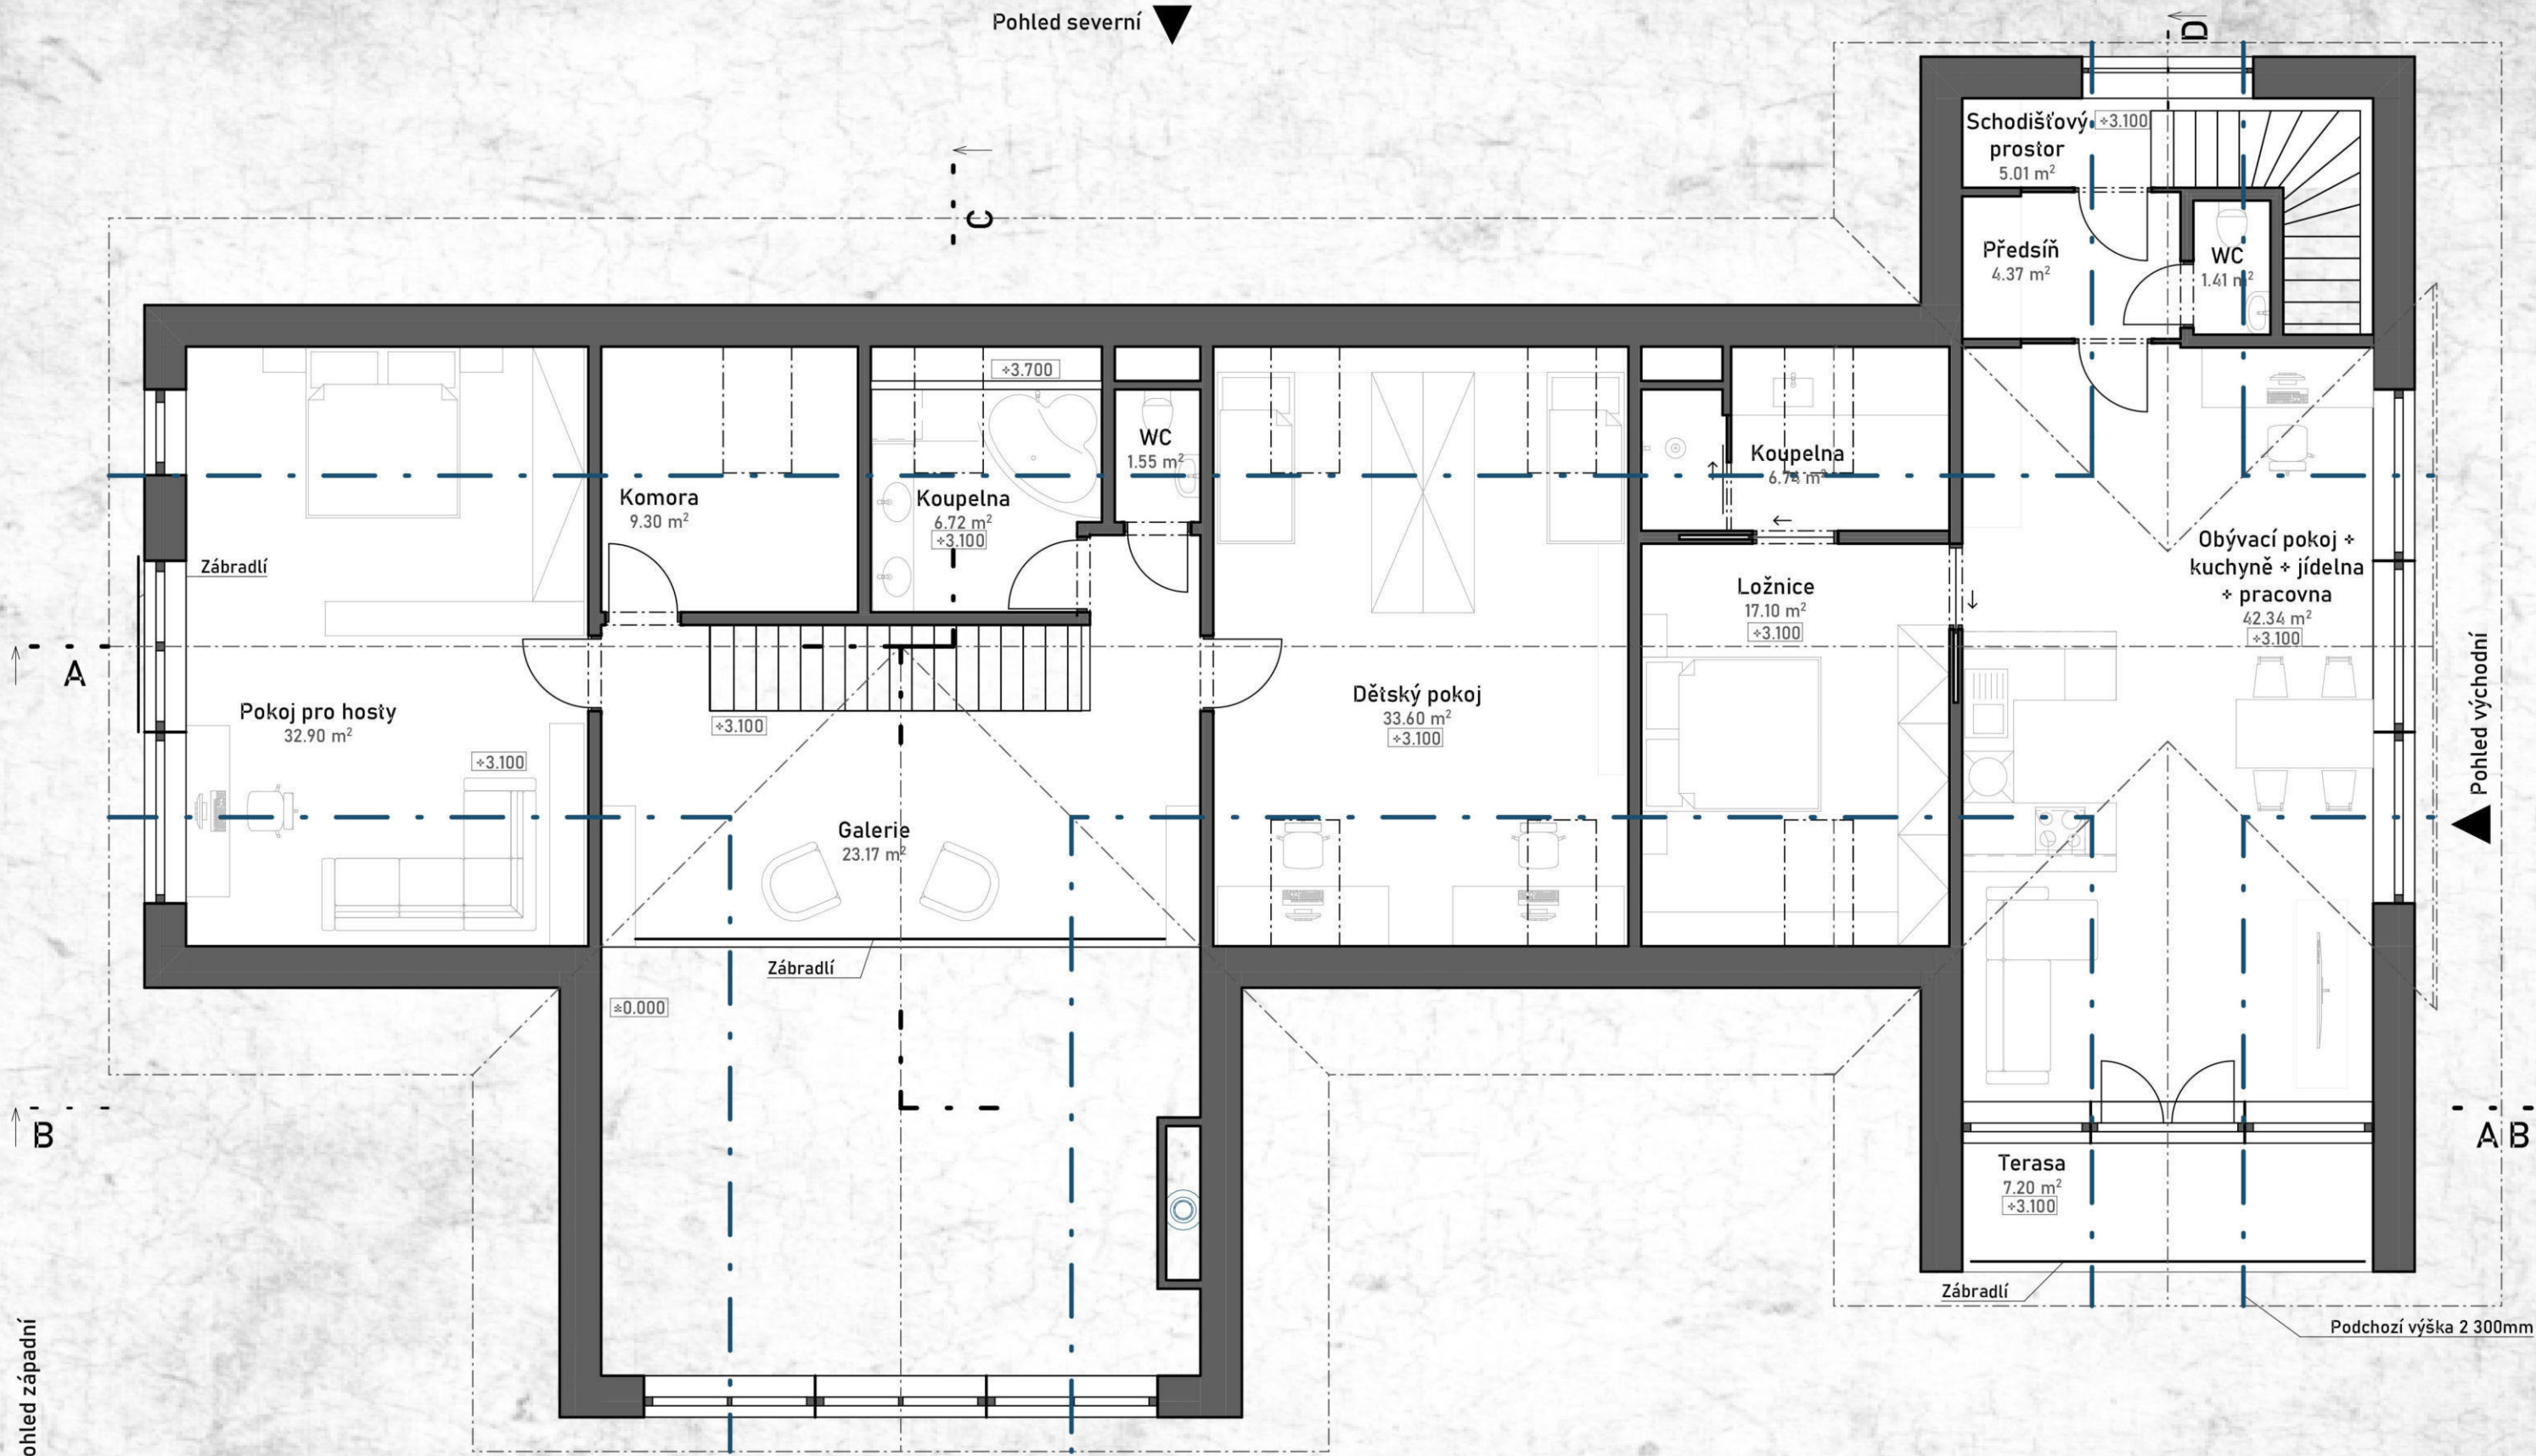 Pohled severní
D
Schodišťový
prostor
5.01 m²
+3.100
C
Předsíň
4.37 m²
WC
1.41 m²
+3.700
WC
1.55 m²
Komora
9.30 m²
Koupelna
6.72 m²
+3.100
Koupelna
6.74 m²
Zábradlí
Obývací pokoj +
kuchyně + jídelna
+ pracovna
42.34 m²
+3.100
Ložnice
17.10 m²
+3.100
A
Pokoj pro hosty
32.90 m²
+3.100
+3.100
Dětský pokoj
33.60 m²
+3.100
Pohled východní
Galerie
23.17 m²
Zábradlí
±0.000
B
A B
Terasa
7.20 m²
+3.100
Zábradlí
Podchozí výška 2 300mm
ohled západní